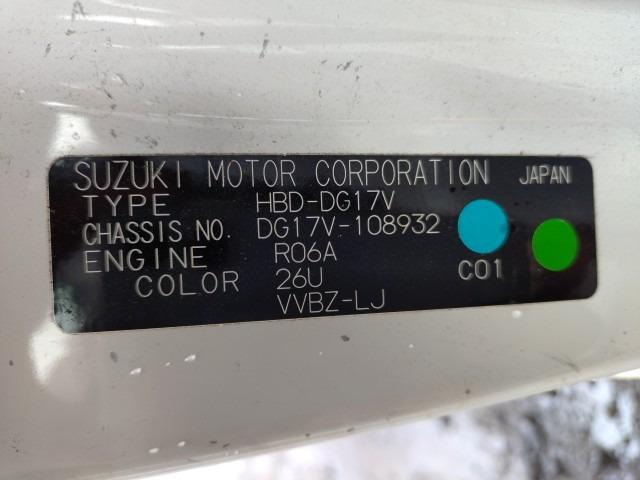 SUZUKI MOTOR CORPORATION JAPAN
TYPE HBD-DG17V
CHASSIS NO. DG17V-108932
ENGINE R06A
COLOR 26U
VVBZ-LJ
C01